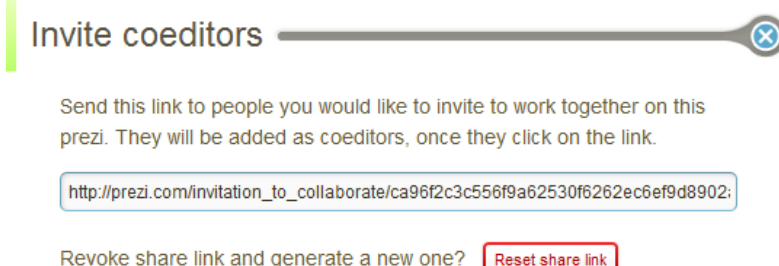 Invite coeditors
Send this link to people you would like to invite to work together on this
prezi. They will be added as coeditors, once they click on the link.
http://prezi.com/invitation_to_collaborate/ca96f2c3c556f9a62530f6262ec6ef9d8902
Revoke share link and generate a new one? Reset share link